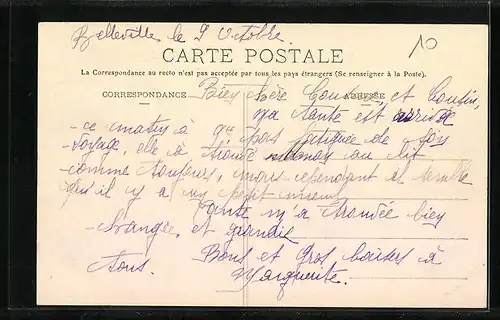 Belleville le 9 Octobre.
10
CARTE POSTALE
La Correspondance au recto n'est pas acceptée par tous les pays étrangers (Se renseigner à la Poste).
CORRESPONDANCE
ADRESSE
Bien chère Cousine et Cousin,
ma tante est arrivée
ce matin à 9h pas fatiguée de son
voyage, elle a trouvé au lit
comme toujours, mais cependant il semble
qu'il y a un petit mieux
Tante m'a trouvée bien
changée et grandie
Bons et Gros baisers à
tous.
Marguerite.